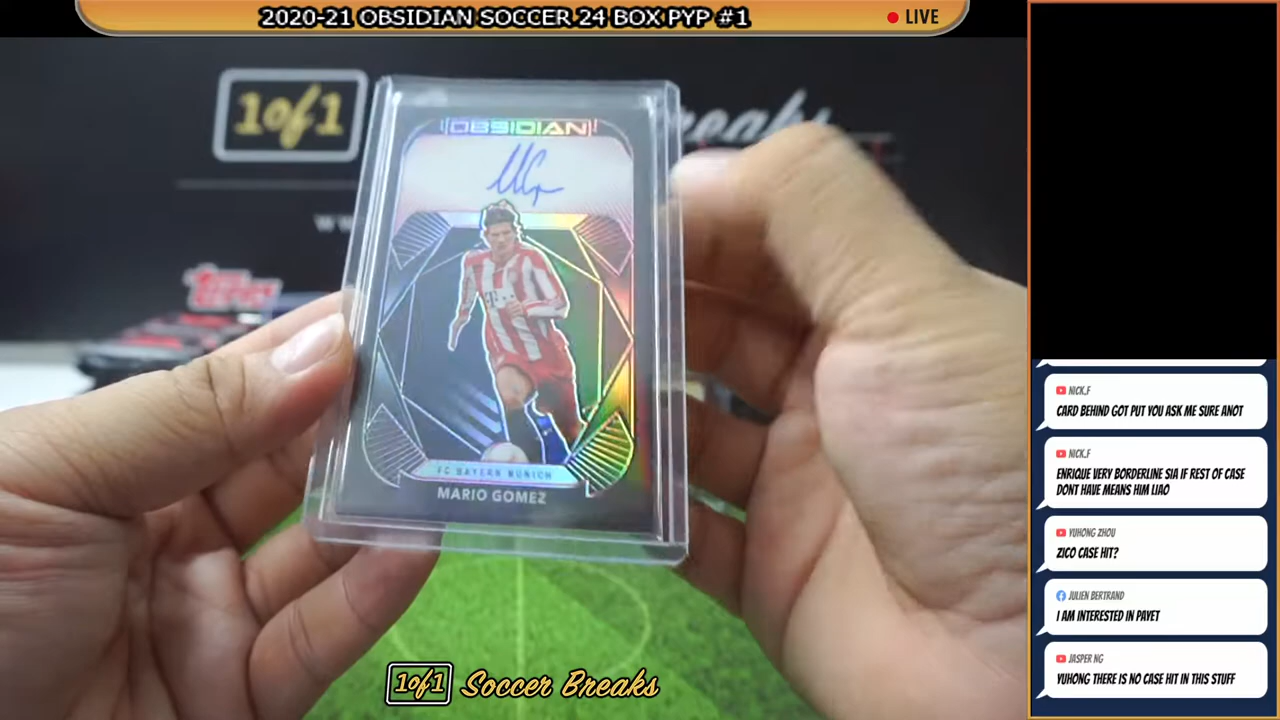 2020-21 OBSIDIAN SOCCER 24 BOX PYP #1
LIVE
1of1
reaks
OBSIDIAN
FC BAYERN MUNICH
MARIO GOMEZ
1of1 Soccer Breaks
NICK.F
CARD BEHIND GOT PUT YOU ASK ME SURE ANOT
NICK.F
ENRIQUE VERY BORDERLINE SIA IF REST OF CASE
DONT HAVE MEANS HIM LIAO
YUHONG ZHOU
ZICO CASE HIT?
JULIEN BERTRAND
I AM INTERESTED IN PAYET
JASPER NG
YUHONG THERE IS NO CASE HIT IN THIS STUFF